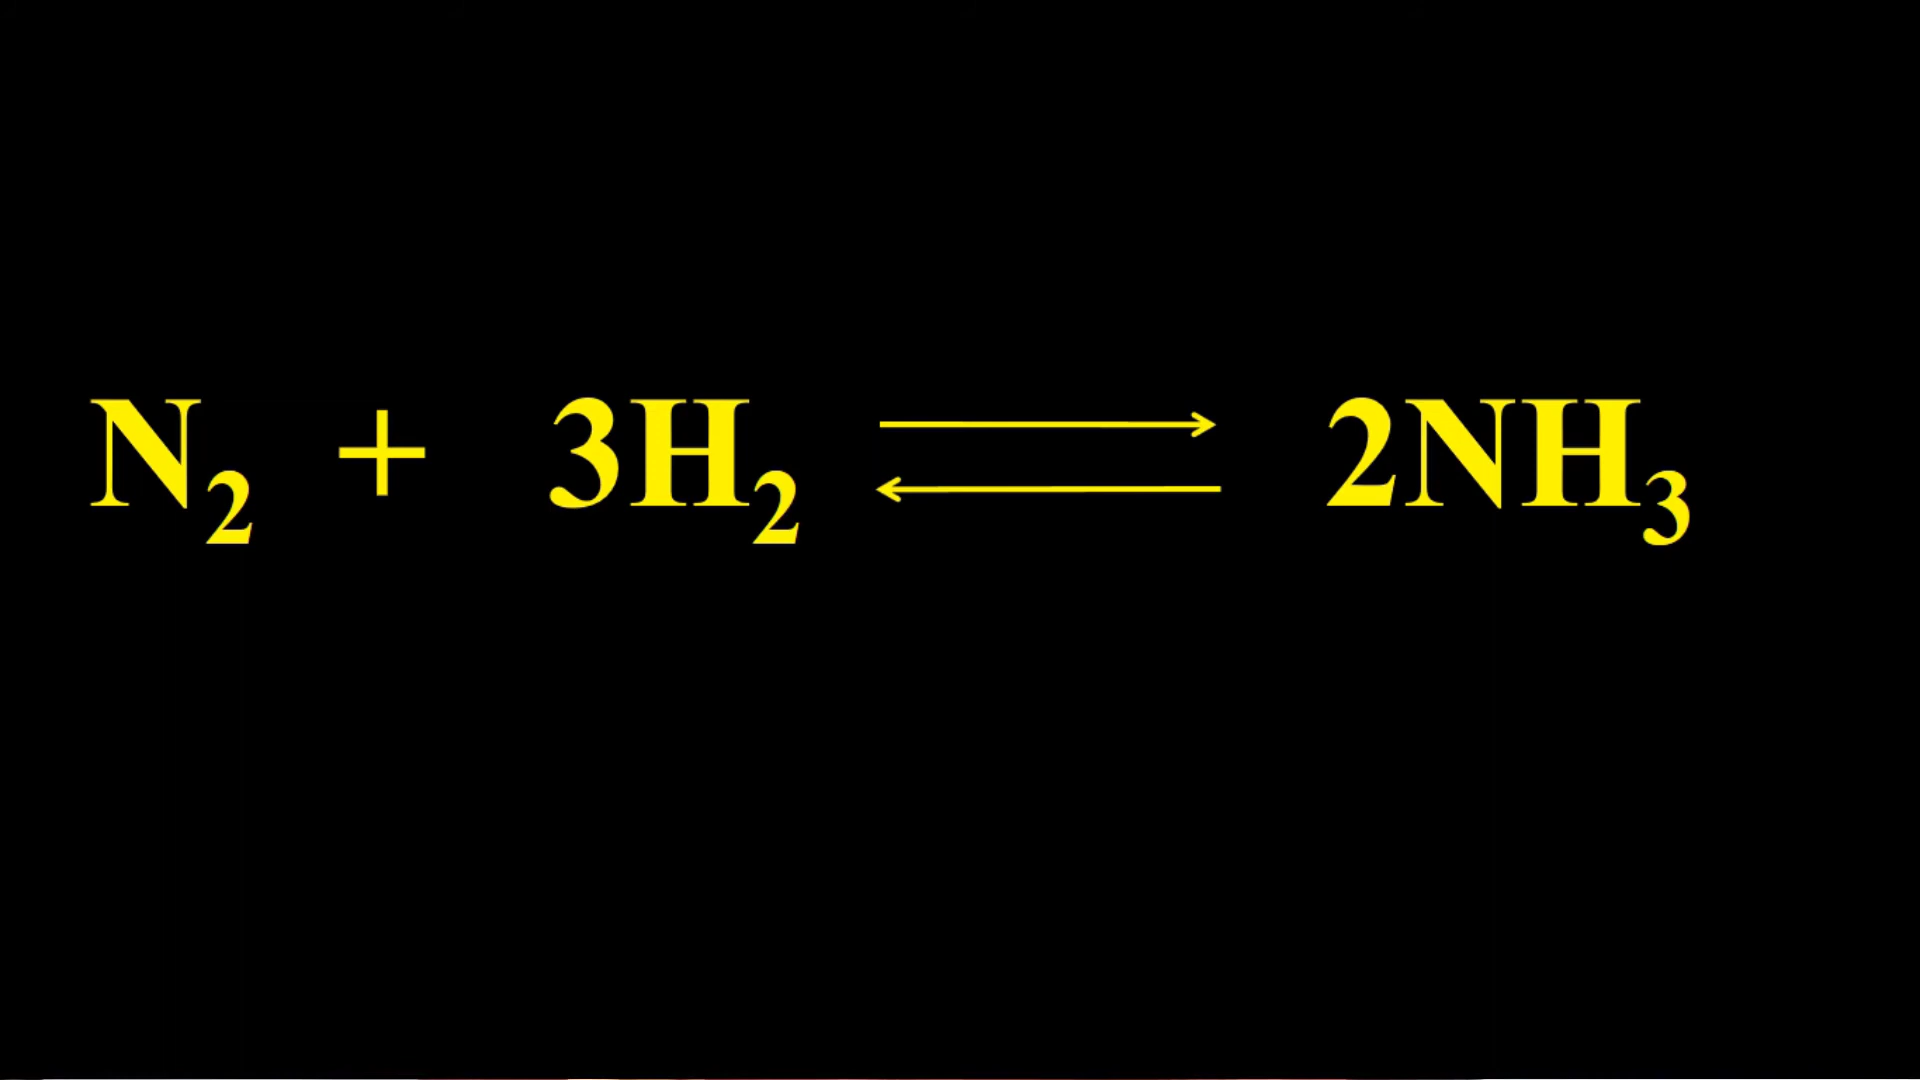 N₂ + 3H₂ ⇌ 2NH₃